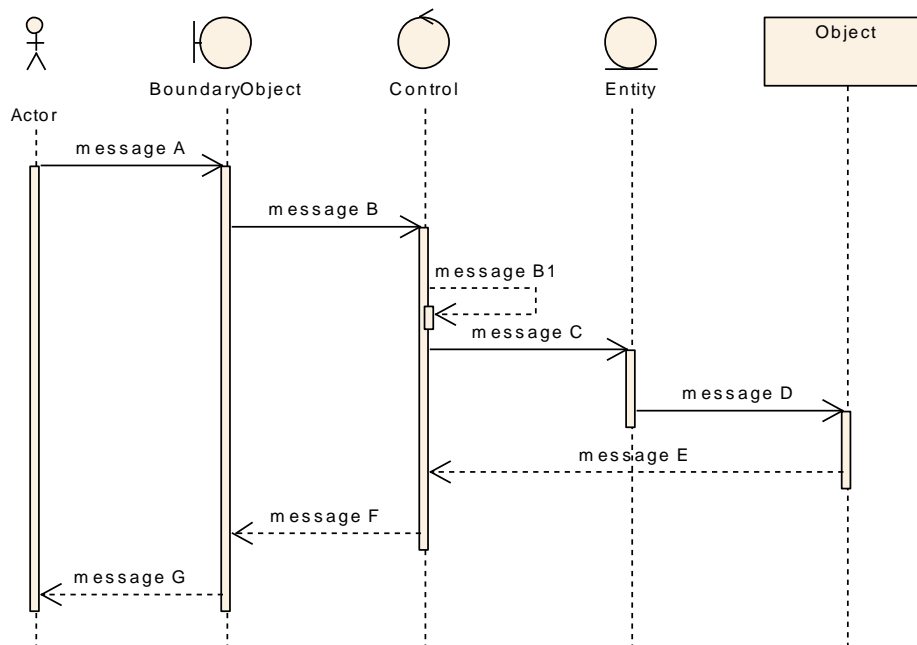 Object
BoundaryObject
Control
Entity
Actor
message A
message B
message B1
message C
message D
message E
message F
message G